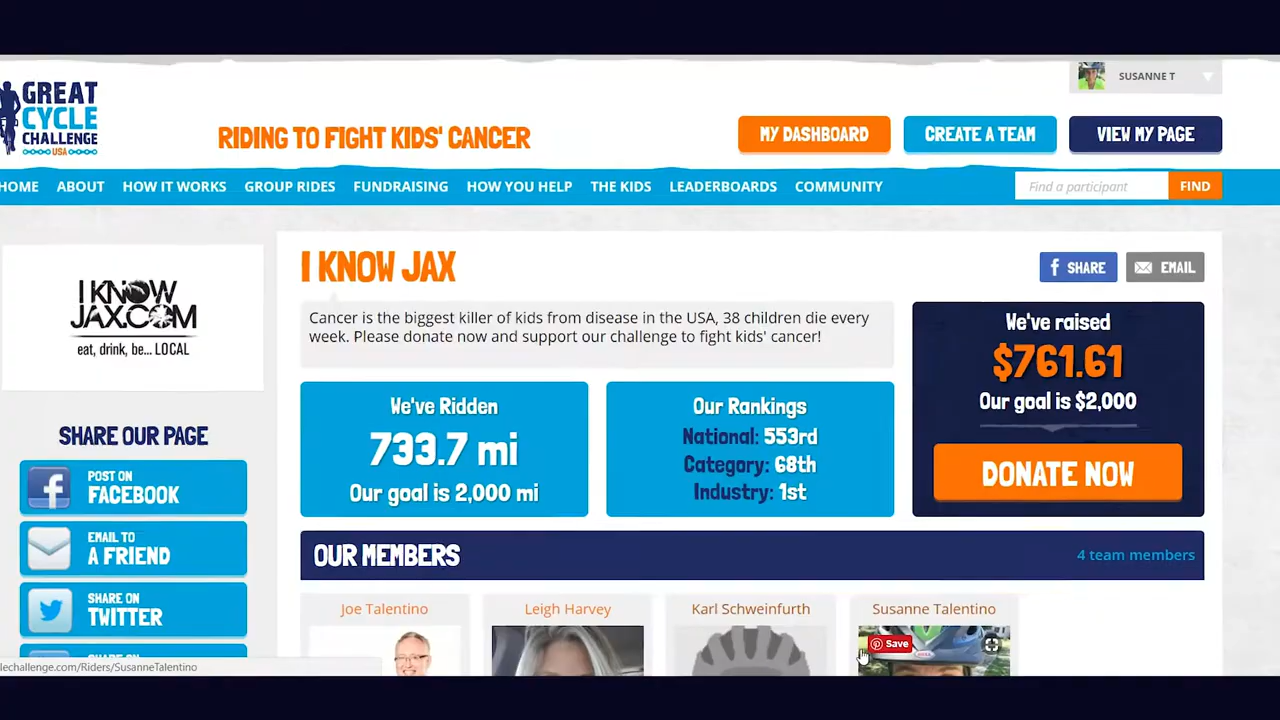 SUSANNE T
GREAT
CYCLE
CHALLENGE
USA
RIDING TO FIGHT KIDS' CANCER
MY DASHBOARD
CREATE A TEAM
VIEW MY PAGE
HOME
ABOUT
HOW IT WORKS
GROUP RIDES
FUNDRAISING
HOW YOU HELP
THE KIDS
LEADERBOARDS
COMMUNITY
Find a participant
FIND
I KNOW
JAX.COM
eat, drink, be... LOCAL
SHARE OUR PAGE
POST ON
FACEBOOK
EMAIL TO
A FRIEND
SHARE ON
TWITTER
SHARE ON
I KNOW JAX
SHARE
EMAIL
Cancer is the biggest killer of kids from disease in the USA, 38 children die every
week. Please donate now and support our challenge to fight kids' cancer!
We've Ridden
733.7 mi
Our goal is 2,000 mi
Our Rankings
National: 553rd
Category: 68th
Industry: 1st
We've raised
$761.61
Our goal is $2,000
DONATE NOW
OUR MEMBERS
4 team members
Joe Talentino
Leigh Harvey
Karl Schweinfurth
Susanne Talentino
Save
lechallenge.com/Riders/SusanneTalentino